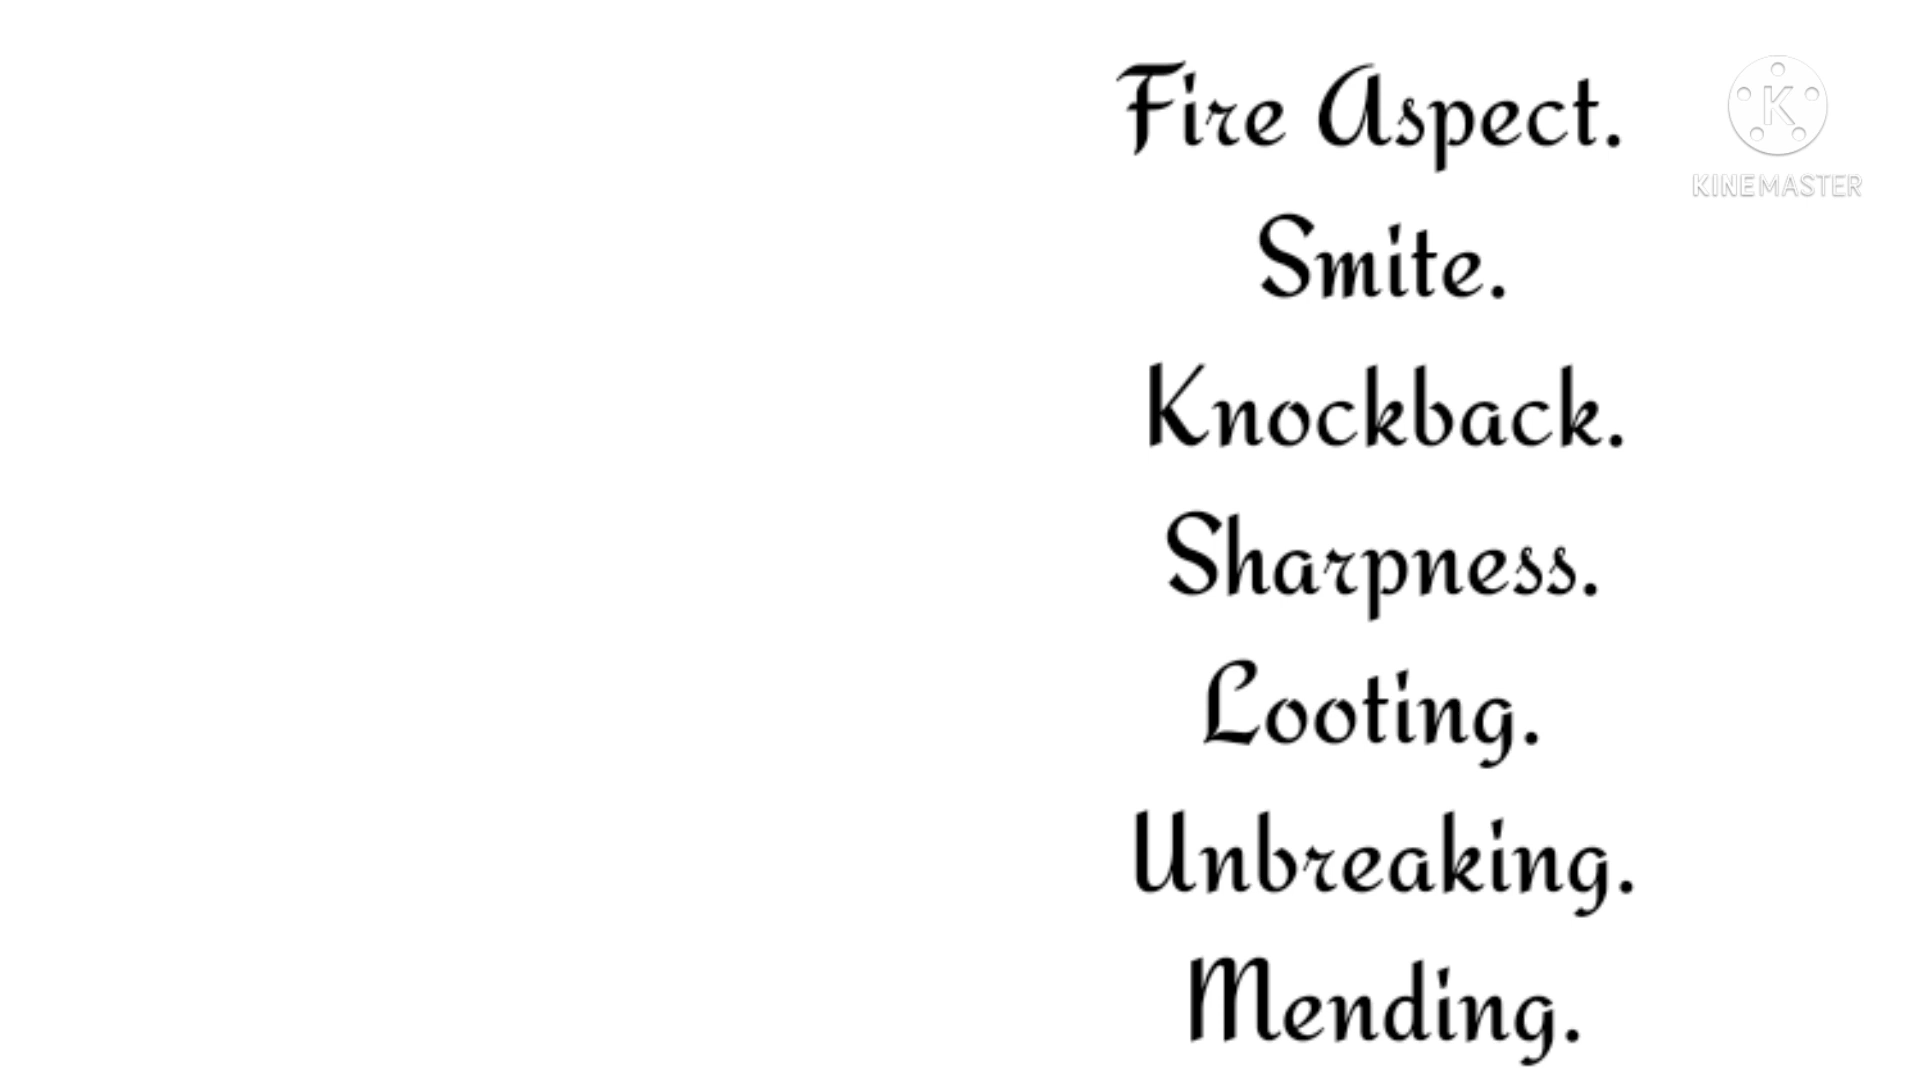 Fire Aspect.
KINEMASTER
Smite.
Knockback.
Sharpness.
Looting.
Unbreaking.
Mending.